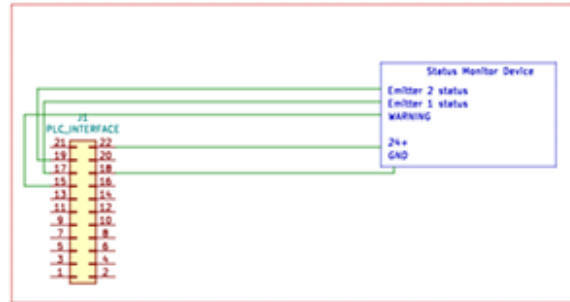 Status Monitor Device
Emitter 2 status
Emitter 1 status
WARNING
24+
GND
J1
PLC_INTERFACE
21 22
19 20
17 18
15 16
13 14
11 12
9 10
7 8
5 6
3 4
1 2